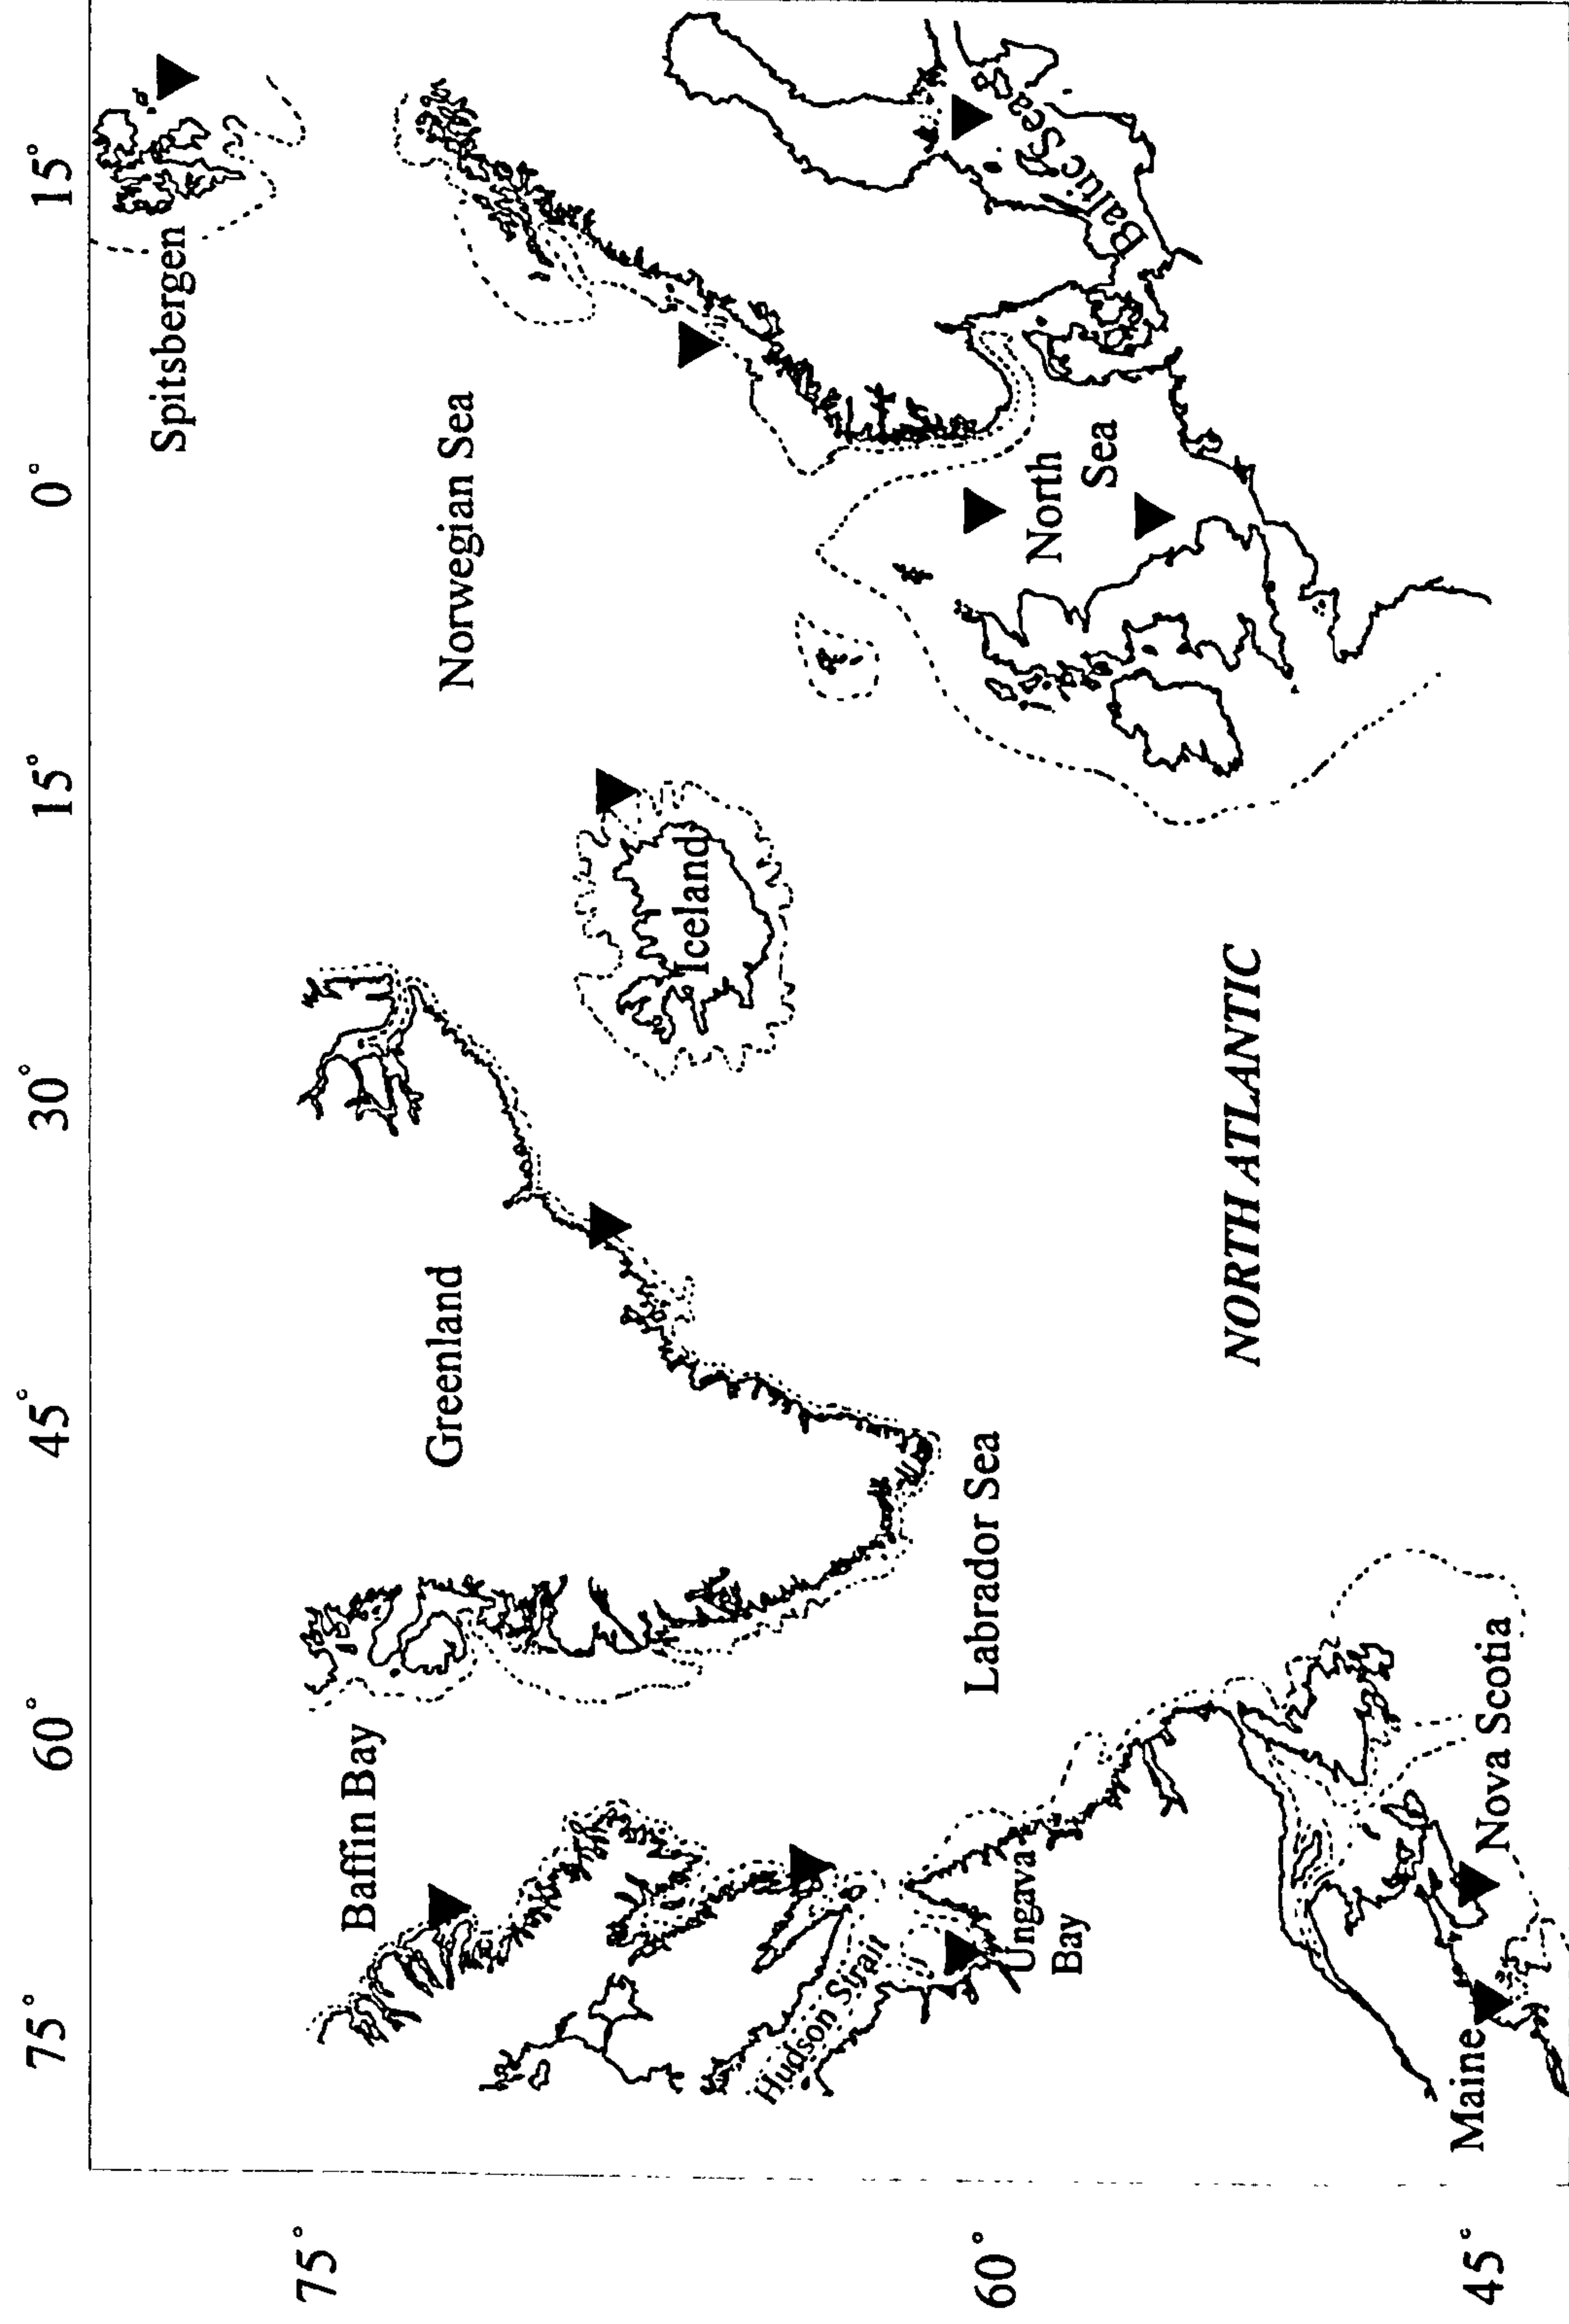 75°
60°
45°
30°
15°
0°
15°
75°
60°
45°
Baffin Bay
Greenland
Norwegian Sea
Spitsbergen
Iceland
Hudson Strait
Ungava
Bay
Labrador Sea
North
Sea
Baltic Sea
NORTH ATLANTIC
Maine
Nova Scotia